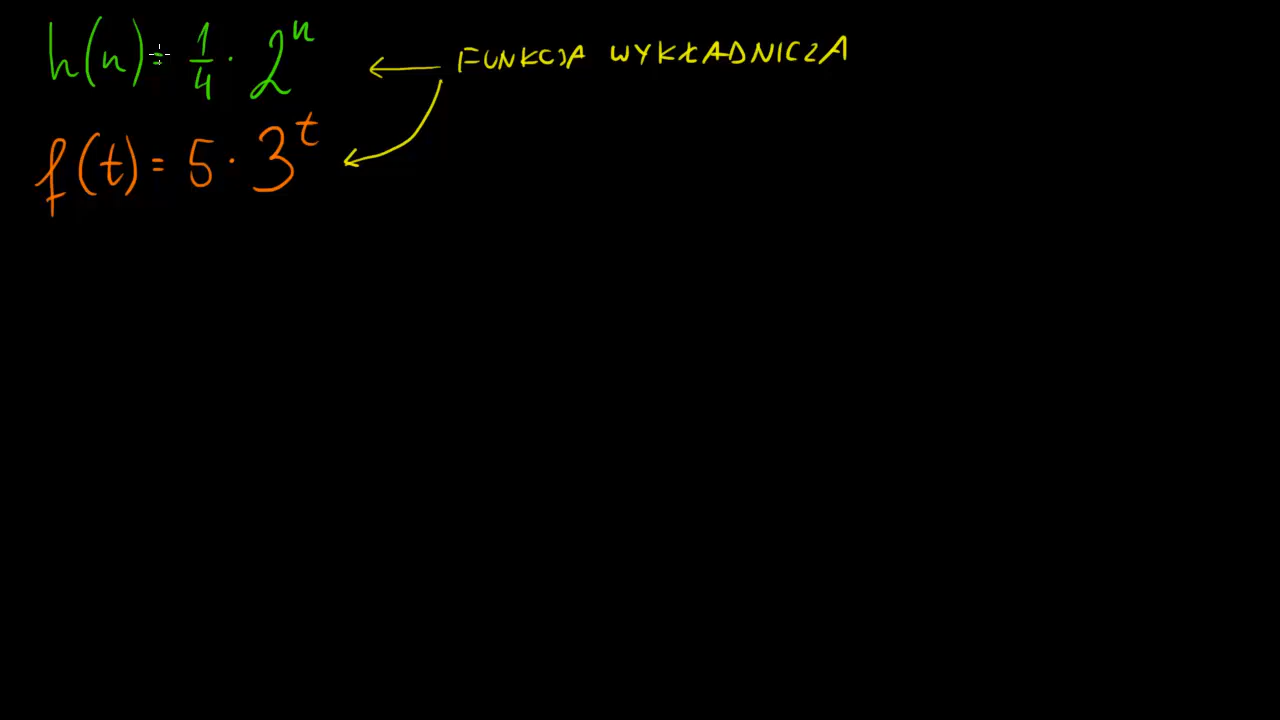 h(n) = 1/4 · 2^n ← FUNKCJA WYKŁADNICZA
f(t) = 5 · 3^t